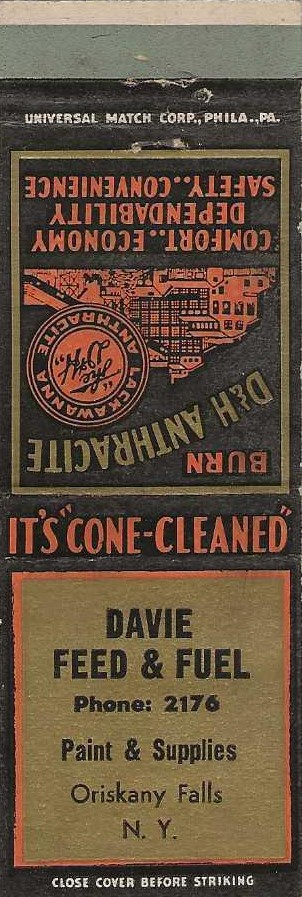 UNIVERSAL MATCH CORP., PHILA., PA.
BURN
D&H ANTHRACITE
LACKAWANNA ANTHRACITE
"The D&H"
COMFORT..ECONOMY
DEPENDABILITY
SAFETY..CONVENIENCE
IT'S "CONE-CLEANED"
DAVIE
FEED & FUEL
Phone: 2176
Paint & Supplies
Oriskany Falls
N. Y.
CLOSE COVER BEFORE STRIKING